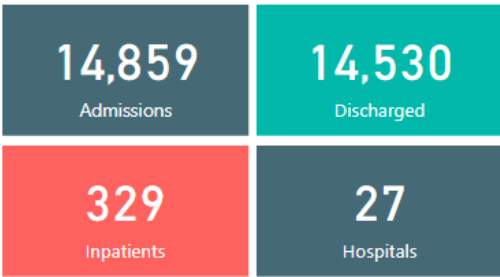 14,859
Admissions
14,530
Discharged
329
Inpatients
27
Hospitals